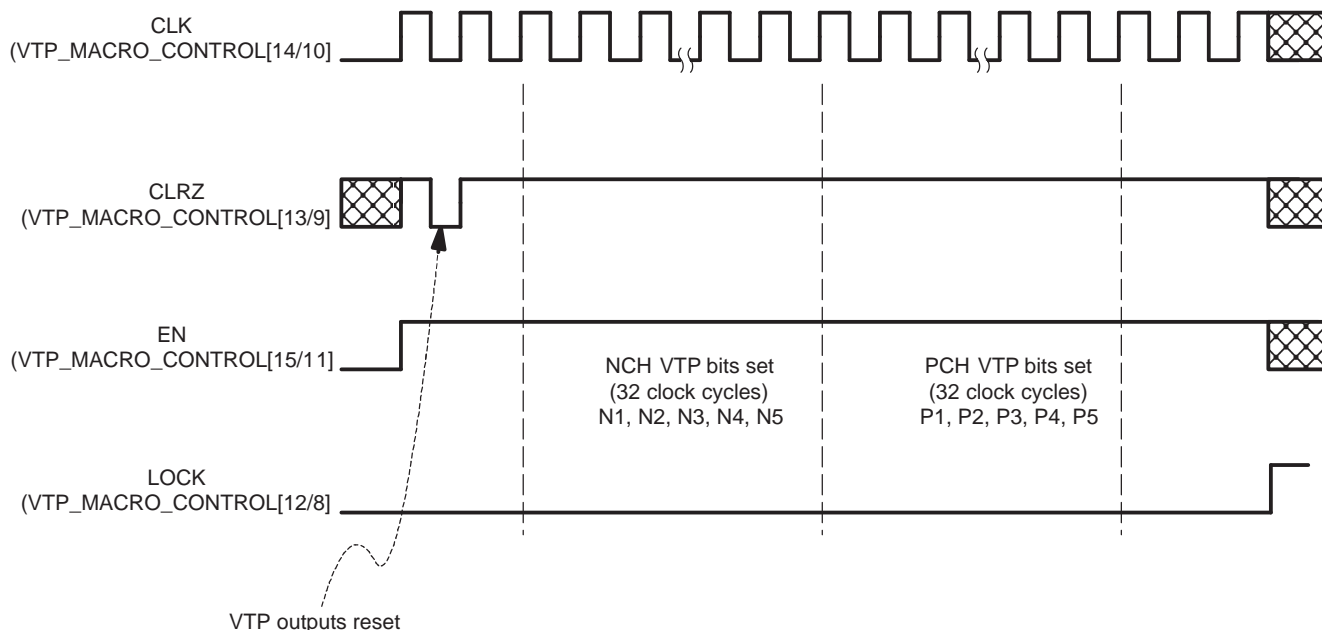 CLK
(VTP_MACRO_CONTROL[14/10]
CLRZ
(VTP_MACRO_CONTROL[13/9]
EN
(VTP_MACRO_CONTROL[15/11]
NCH VTP bits set
(32 clock cycles)
N1, N2, N3, N4, N5
PCH VTP bits set
(32 clock cycles)
P1, P2, P3, P4, P5
LOCK
(VTP_MACRO_CONTROL[12/8]
VTP outputs reset